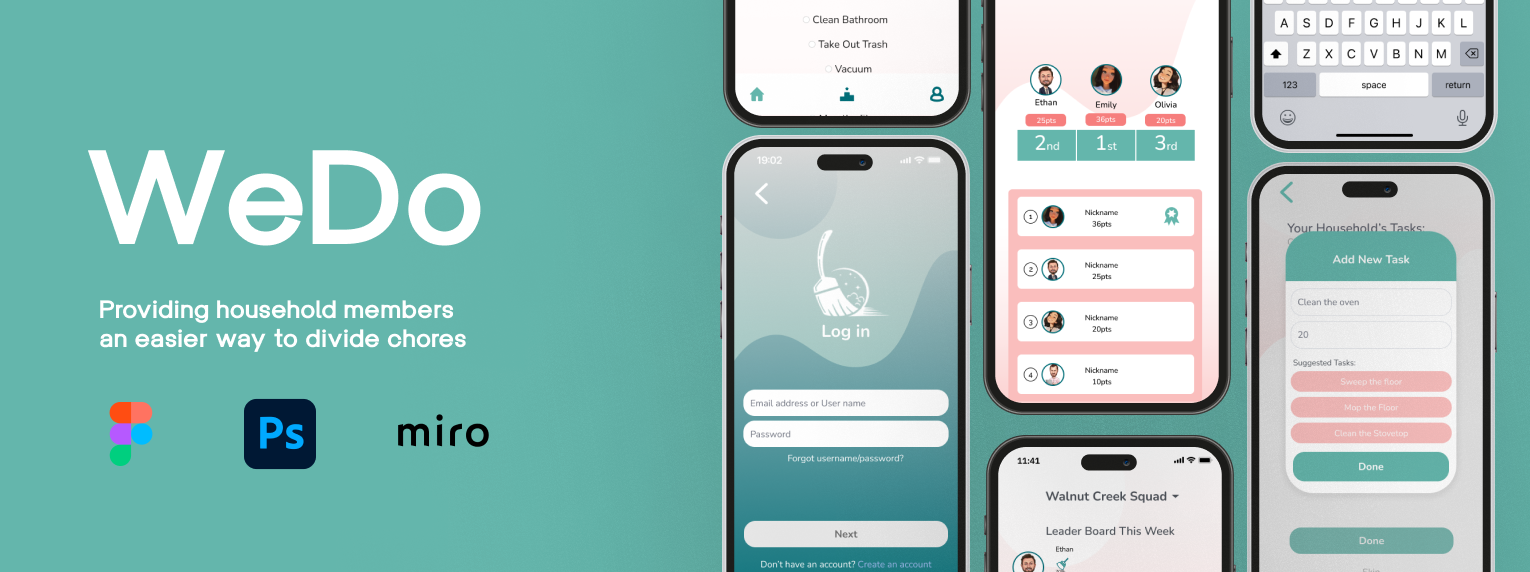 WeDo
Providing household members
an easier way to divide chores
Ps
miro
Clean Bathroom
Take Out Trash
Vacuum
19:02
Log in
Email address or User name
Password
Forgot username/password?
Next
Don't have an account? Create an account
Ethan
Emily
Olivia
25pts
36pts
20pts
2nd
1st
3rd
1
Nickname
36pts
2
Nickname
25pts
3
Nickname
20pts
4
Nickname
10pts
11:41
Walnut Creek Squad
Leader Board This Week
Ethan
A S D F G H J K L
Z X C V B N M
123
space
return
Your Household's Tasks:
Add New Task
Clean the oven
20
Suggested Tasks:
Sweep the floor
Mop the Floor
Clean the Stovetop
Done
Done